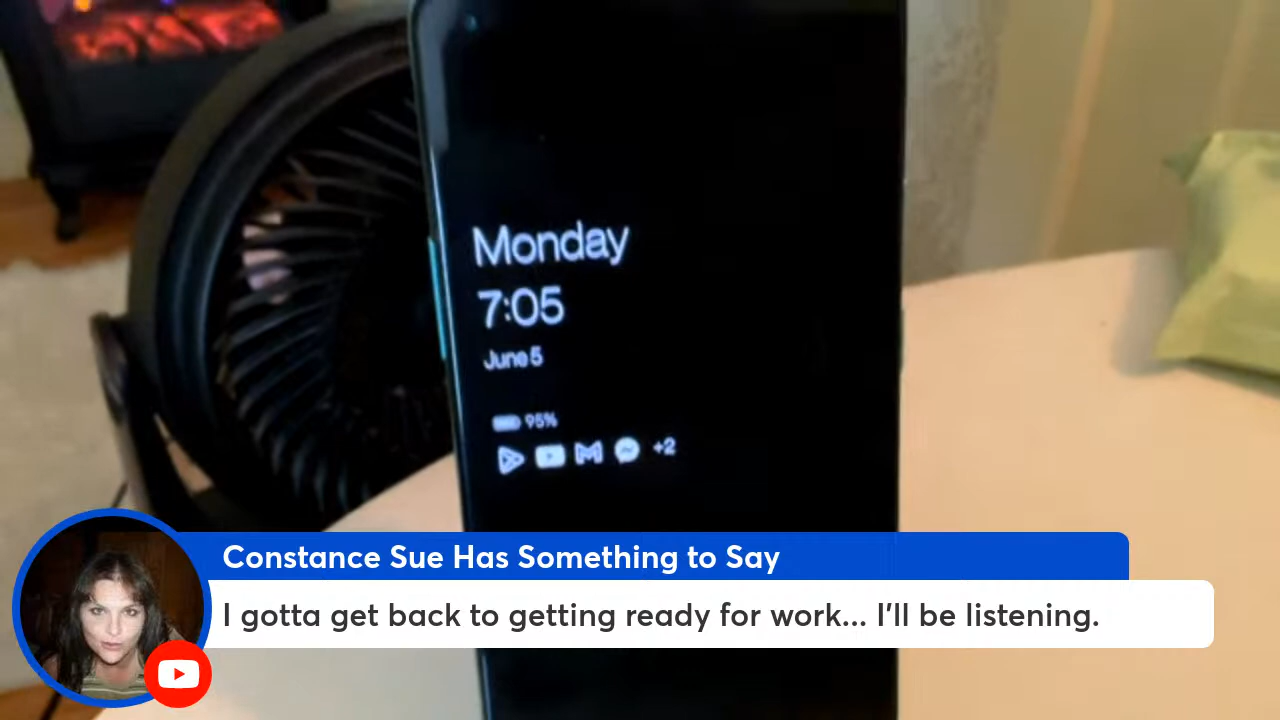 Monday
7:05
June 5
95%
+2
Constance Sue Has Something to Say
I gotta get back to getting ready for work... I'll be listening.